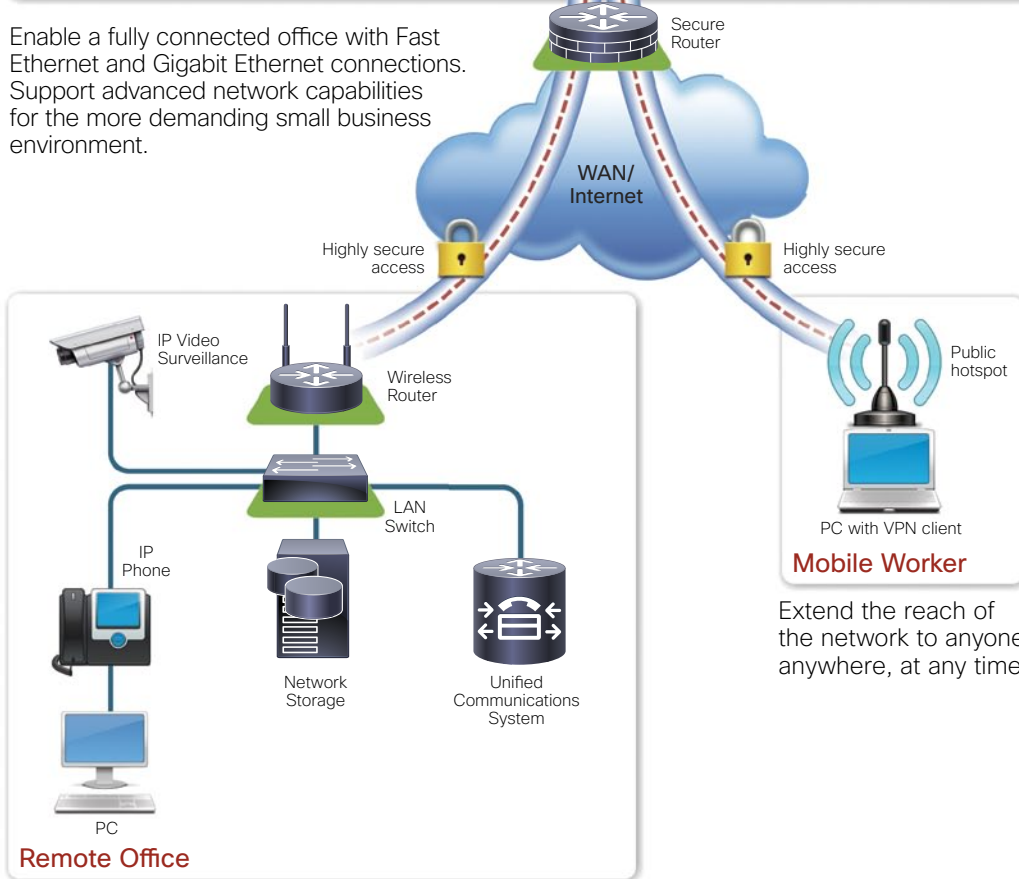 Enable a fully connected office with Fast
Ethernet and Gigabit Ethernet connections.
Support advanced network capabilities
for the more demanding small business
environment.
Secure
Router
WAN/
Internet
Highly secure
access
Highly secure
access
IP Video
Surveillance
Wireless
Router
LAN
Switch
IP
Phone
Network
Storage
Unified
Communications
System
PC
Remote Office
Public
hotspot
PC with VPN client
Mobile Worker
Extend the reach of
the network to anyone
anywhere, at any time